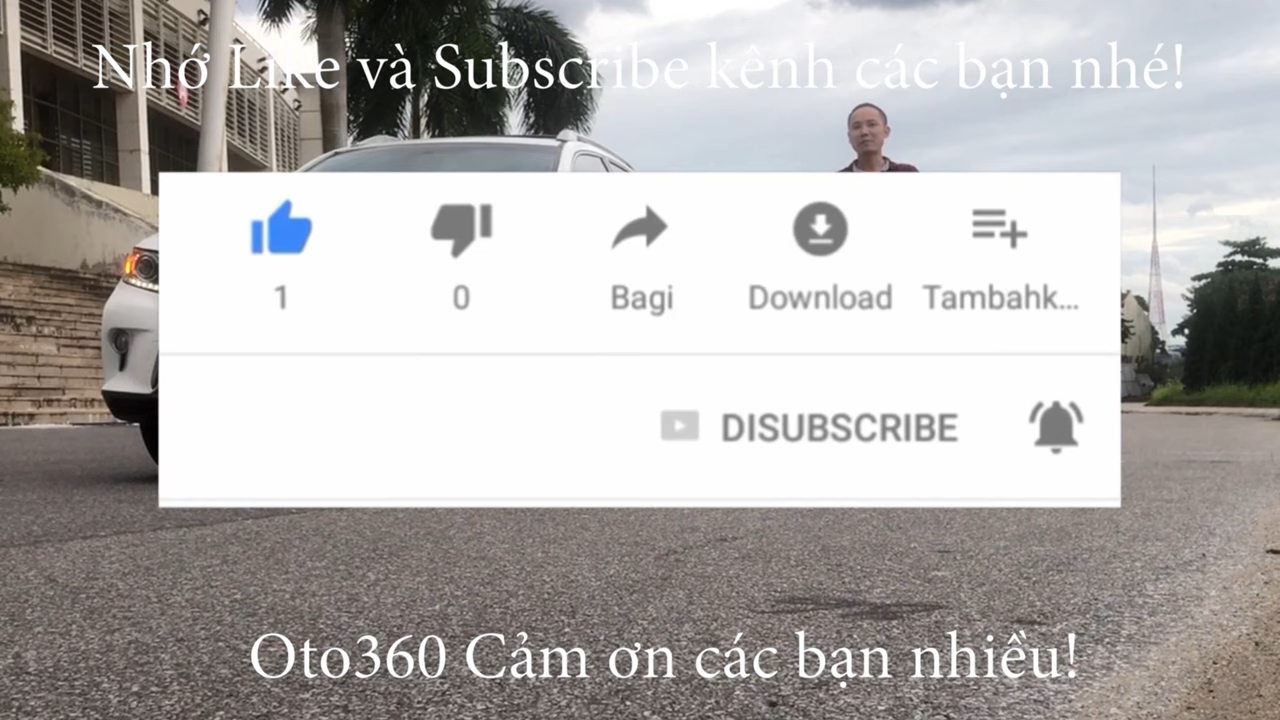 Nhớ Like và Subscribe kênh các bạn nhé!
1 0 Bagi Download Tambahk...
DISUBSCRIBE
Oto360 Cảm ơn các bạn nhiều!